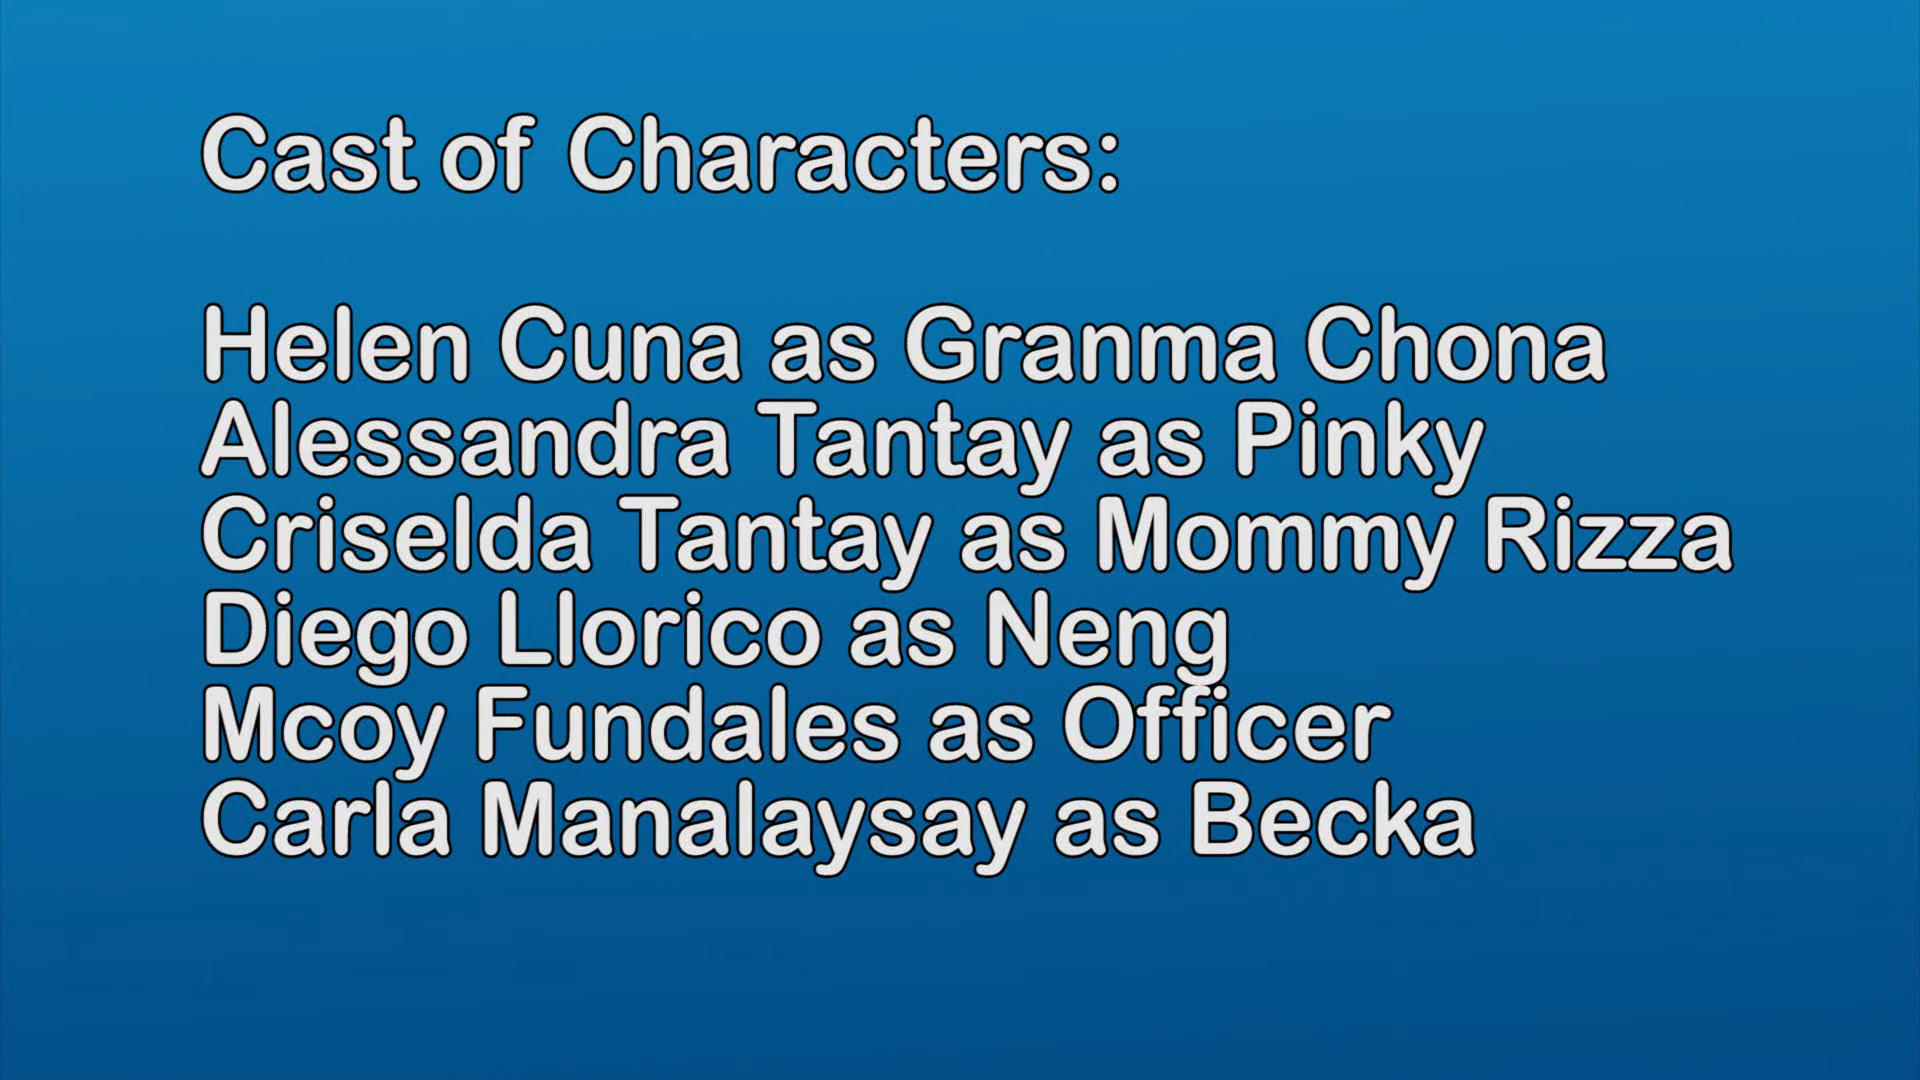 Cast of Characters:
Helen Cuna as Granma Chona
Alessandra Tantay as Pinky
Criselda Tantay as Mommy Rizza
Diego Llorico as Neng
Mcoy Fundales as Officer
Carla Manalaysay as Becka